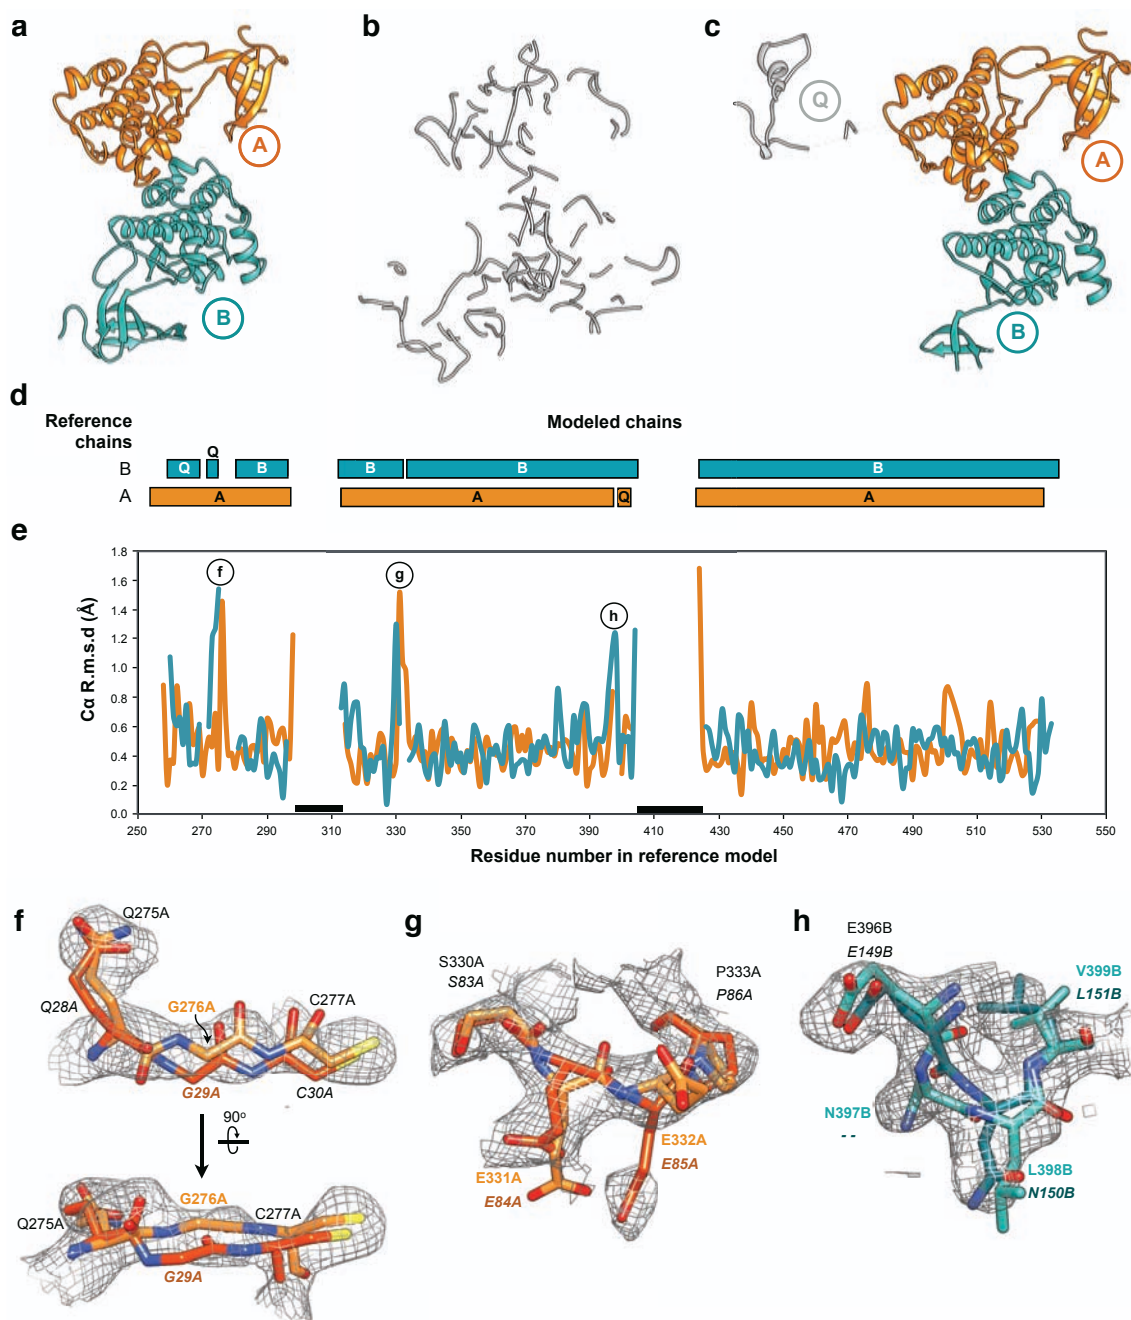 a
b
c
A
B
Q
A
B
d
Reference chains
Modeled chains
B
Q
Q
B
B
B
B
A
A
A
Q
A
e
Cα R.m.s.d (Å)
1.8
1.6
1.4
1.2
1.0
0.8
0.6
0.4
0.2
0.0
f
g
h
250 270 290 310 330 350 370 390 410 430 450 470 490 510 530 550
Residue number in reference model
f
Q275A
Q28A
G276A
C277A
G29A
C30A
90°
G276A
Q275A
C277A
G29A
g
S330A
S83A
P333A
P86A
E331A
E84A
E332A
E85A
h
E396B
E149B
V399B
L151B
N397B
- -
L398B
N150B